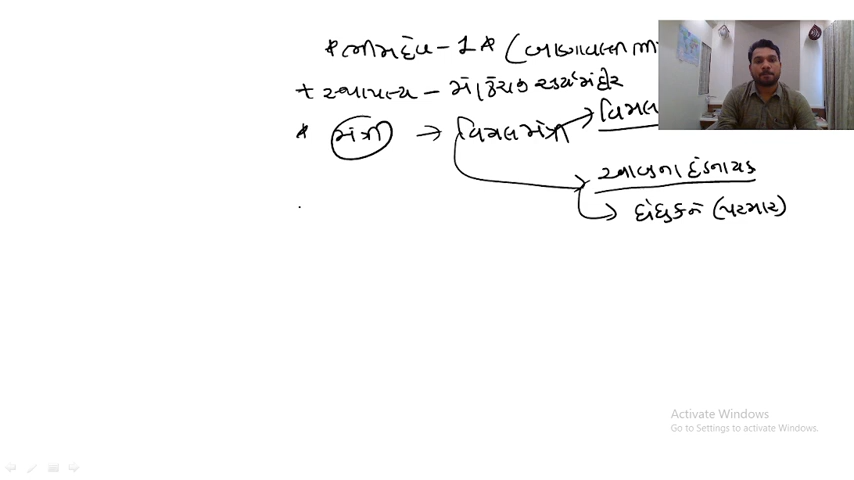 * ભીમદેવ - 1 * (બાણાવળી ભી
+ સ્થાપત્ય - મોઢેરાનું સૂર્યમંદિર
* મંત્રી → વિમલમંત્રી → વિમલ
આબુના દંડનાયક
→ ધંધુકને (પરમાર)
Activate Windows
Go to Settings to activate Windows.